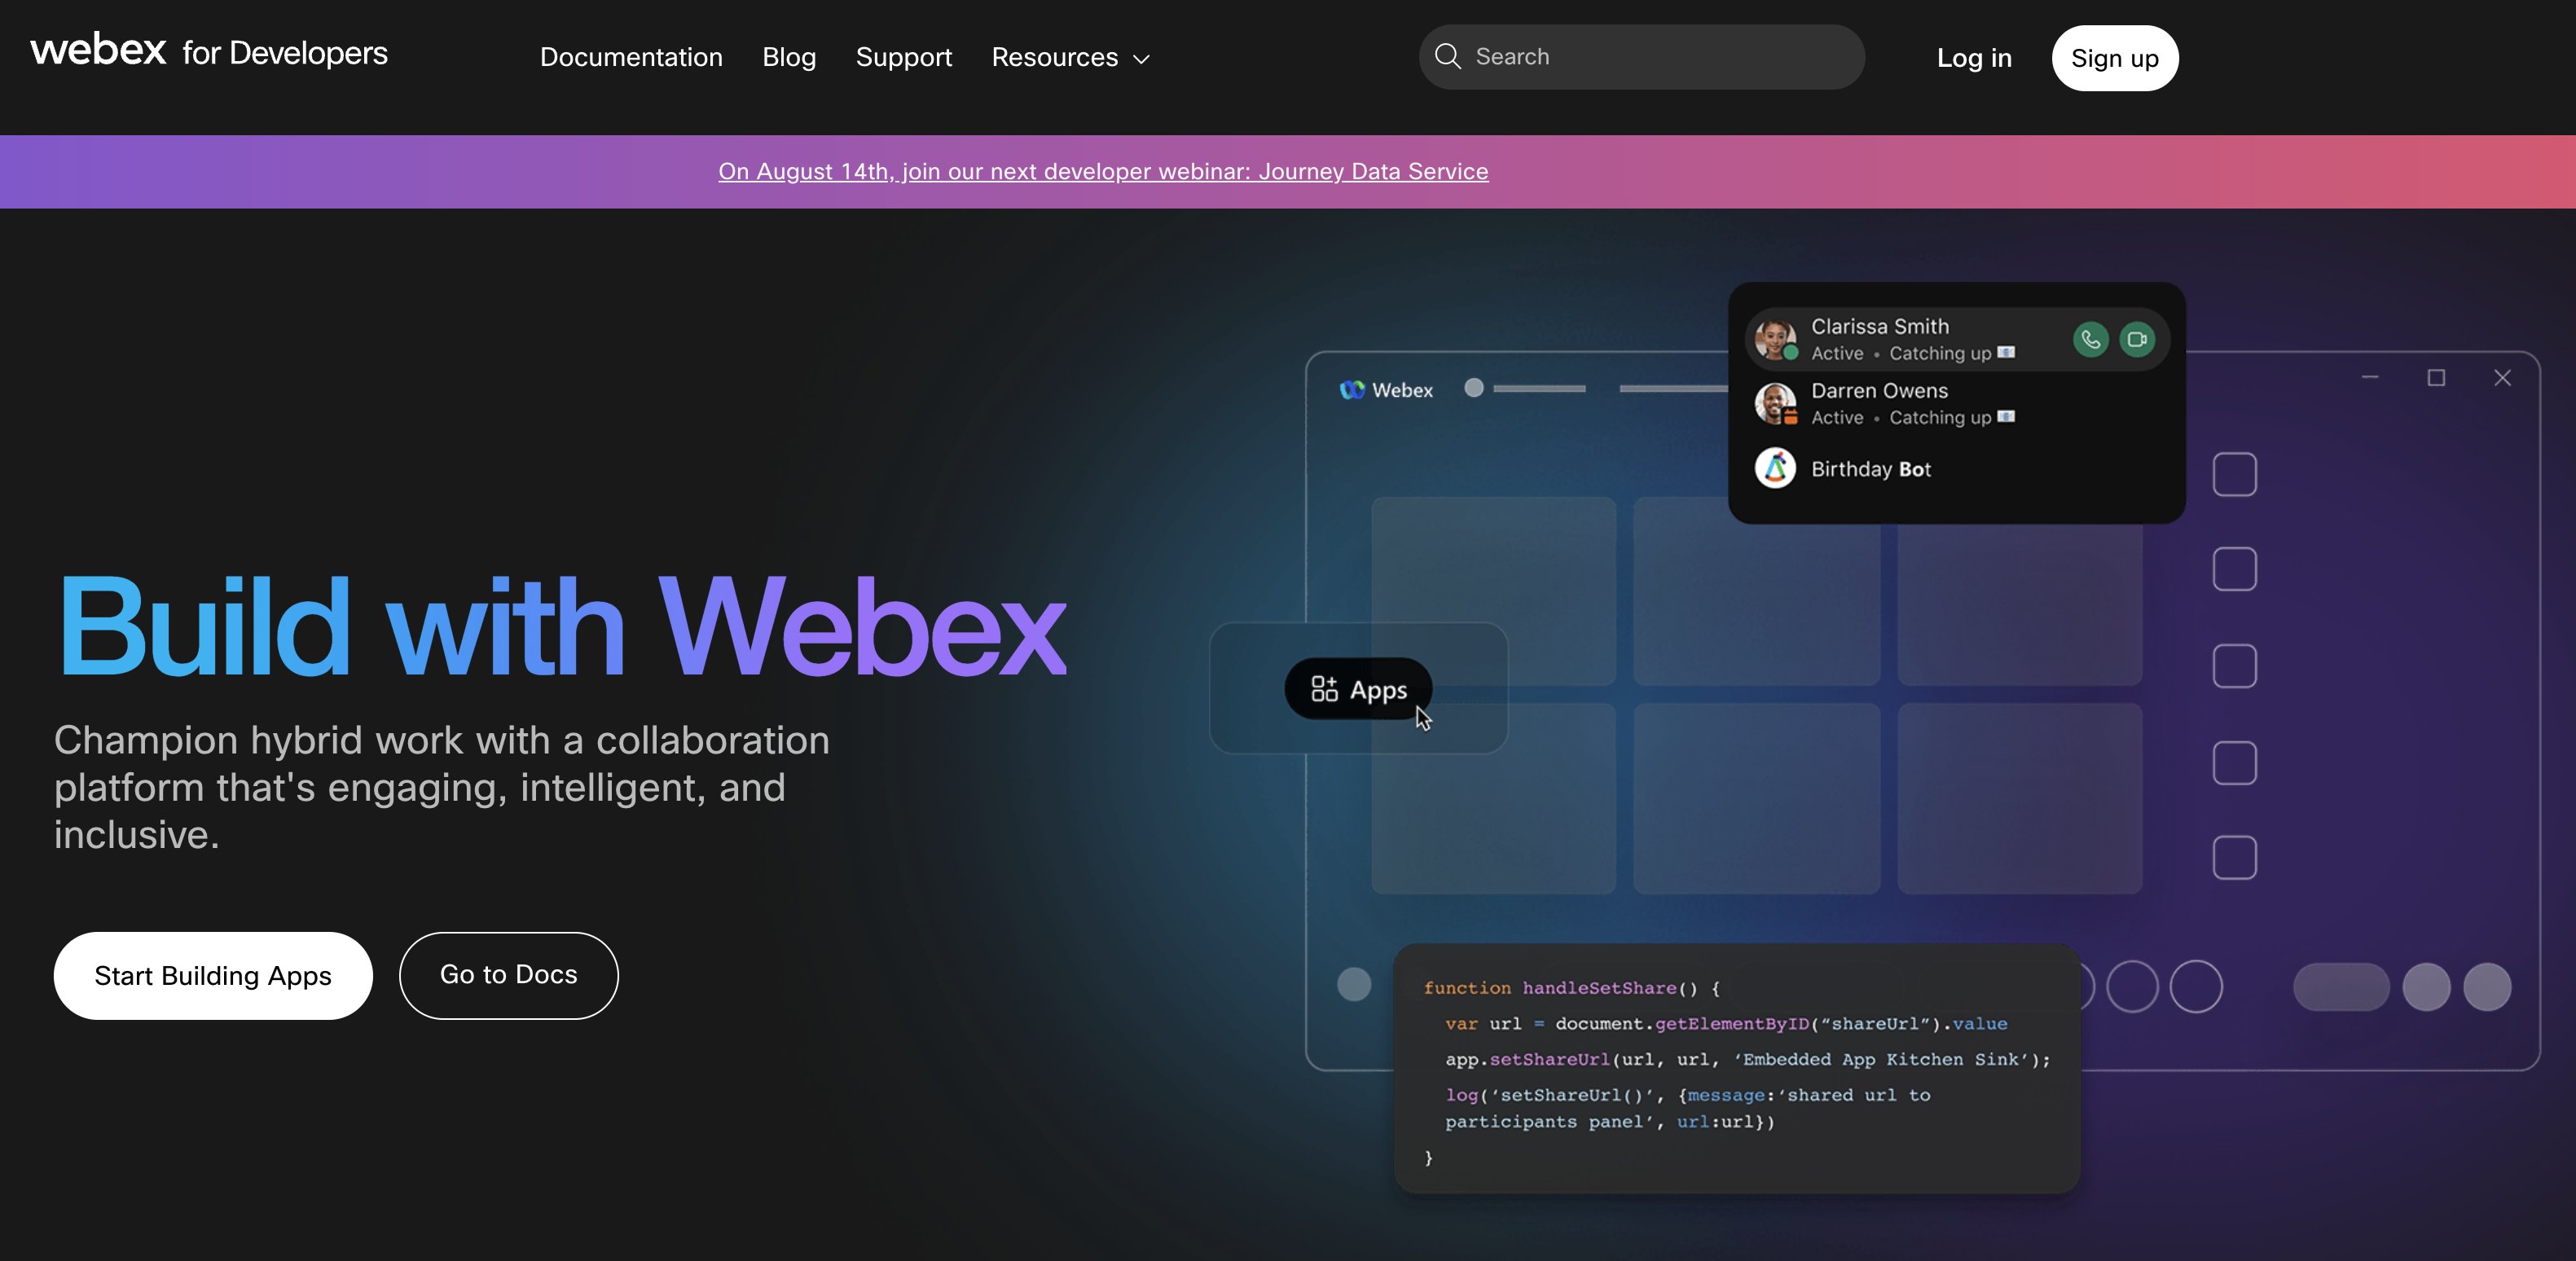 webex for Developers
Documentation
Blog
Support
Resources
Search
Log in
Sign up
On August 14th, join our next developer webinar: Journey Data Service
Clarissa Smith
Active • Catching up
Darren Owens
Active • Catching up
Birthday Bot
Webex
Build with Webex
Apps
Champion hybrid work with a collaboration
platform that's engaging, intelligent, and
inclusive.
Start Building Apps
Go to Docs
function handleSetShare() {
var url = document.getElementByID(“shareUrl”).value
app.setShareUrl(url, url, ‘Embedded App Kitchen Sink’);
log(‘setShareUrl()’, {message:‘shared url to
participants panel’, url:url})
}